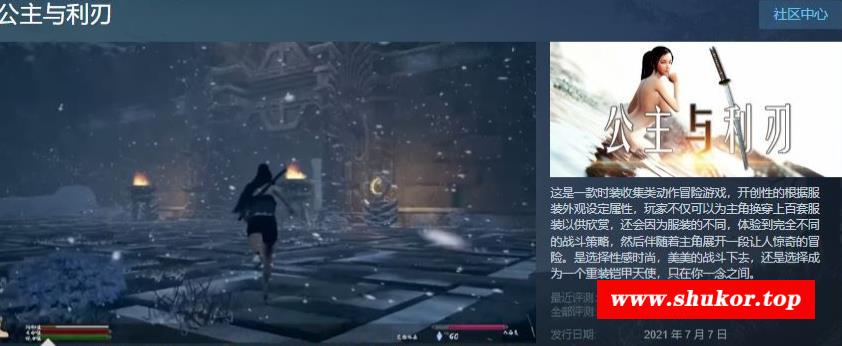 公主与利刃
社区中心
公主与利刃
这是一款时装收集类动作冒险游戏，开创性的根据服
装外观设定属性，玩家不仅可以为主角换穿上百套服
装以供欣赏，还会因为服装的不同，体验到完全不同
的战斗策略，然后伴随着主角展开一段让人惊奇的冒
险。是选择性感时尚，美美的战斗下去，还是选择成
为一个重装铠甲天使，只在你一念之间。
最近评测:
全部评测:
www.shukor.top
发行日期:
2021 年 7 月 7 日
60